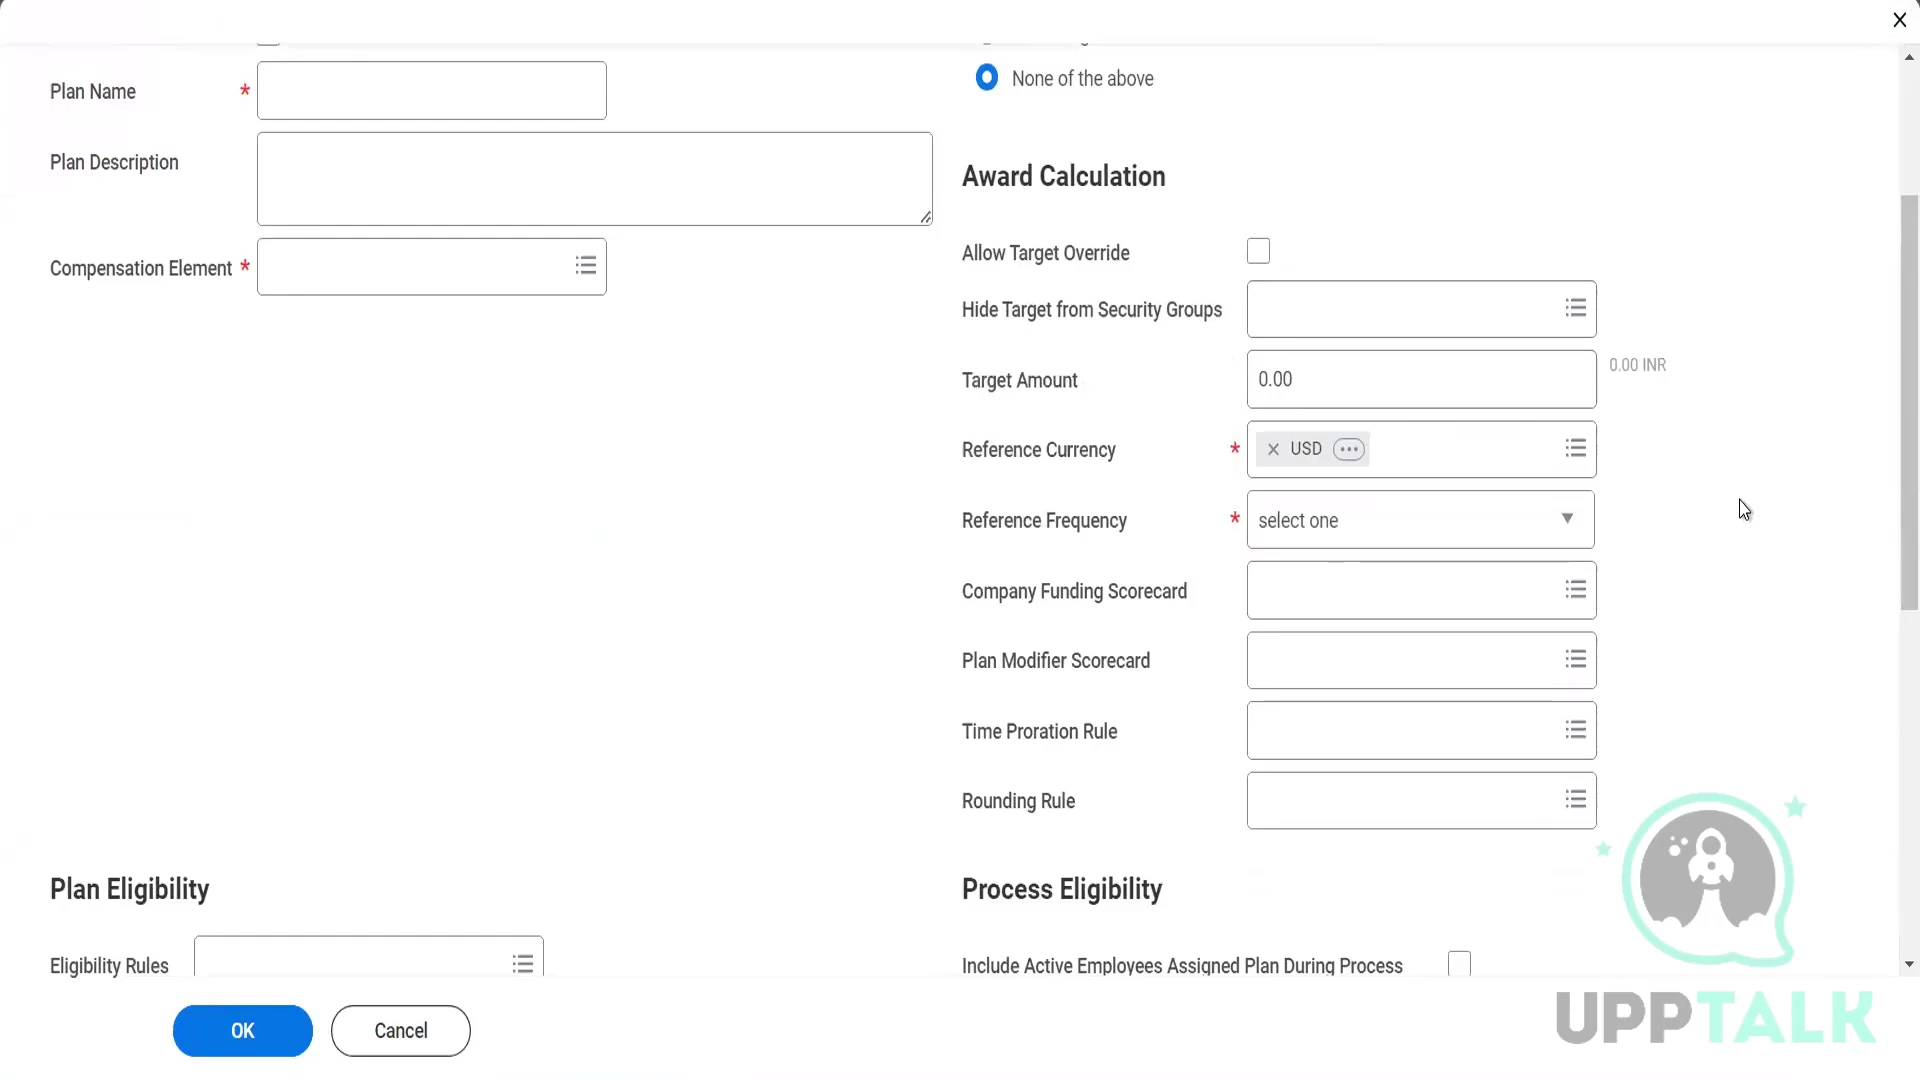 None of the above
Plan Name *
Plan Description
Compensation Element *
Award Calculation
Allow Target Override
Hide Target from Security Groups
Target Amount 0.00 0.00 INR
Reference Currency * USD
Reference Frequency * select one
Company Funding Scorecard
Plan Modifier Scorecard
Time Proration Rule
Rounding Rule
Plan Eligibility
Eligibility Rules
Process Eligibility
Include Active Employees Assigned Plan During Process
OK Cancel
UPPTALK